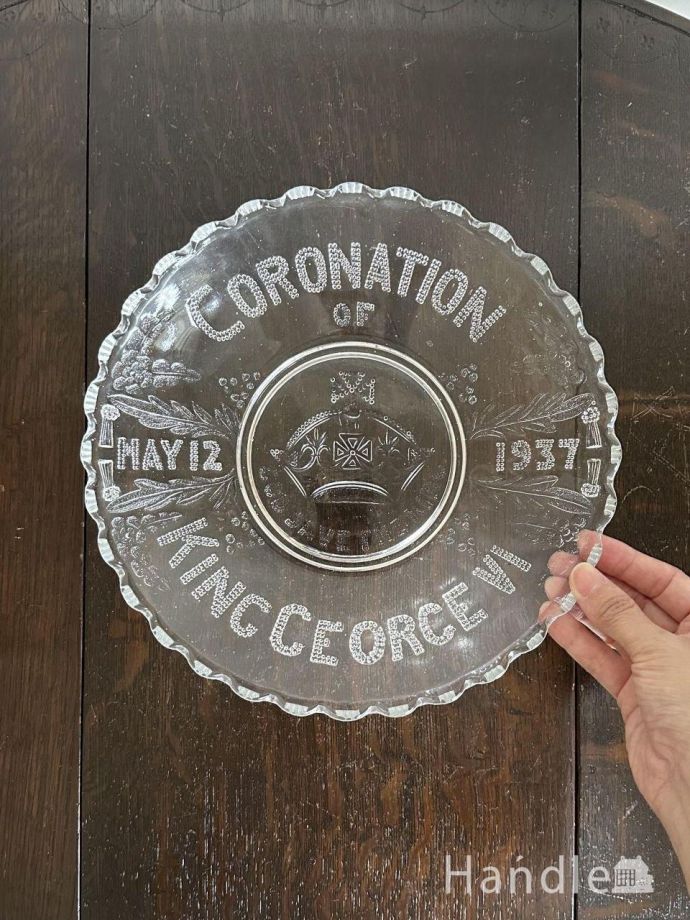 CORONATION
OF
MAY 12
1937
KING GEORGE VI
Handle